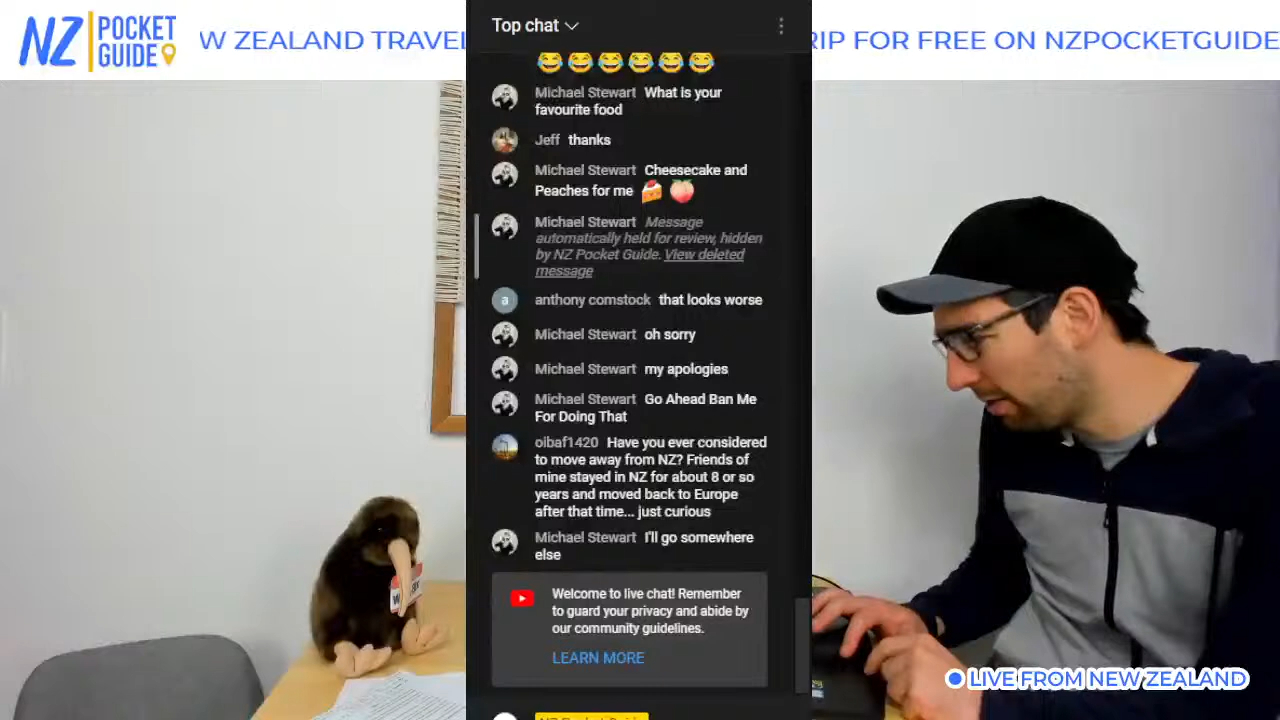 NZ POCKET GUIDE
W ZEALAND TRAVEL
RIP FOR FREE ON NZPOCKETGUIDE
Top chat
😂😂😂😂😂😂
Michael Stewart What is your
favourite food
Jeff thanks
Michael Stewart Cheesecake and
Peaches for me 🍰 🍑
Michael Stewart Message
automatically held for review, hidden
by NZ Pocket Guide. View deleted
message
a
anthony comstock that looks worse
Michael Stewart oh sorry
Michael Stewart my apologies
Michael Stewart Go Ahead Ban Me
For Doing That
oibaf1420 Have you ever considered
to move away from NZ? Friends of
mine stayed in NZ for about 8 or so
years and moved back to Europe
after that time... just curious
Michael Stewart I'll go somewhere
else
Welcome to live chat! Remember
to guard your privacy and abide by
our community guidelines.
LEARN MORE
LIVE FROM NEW ZEALAND